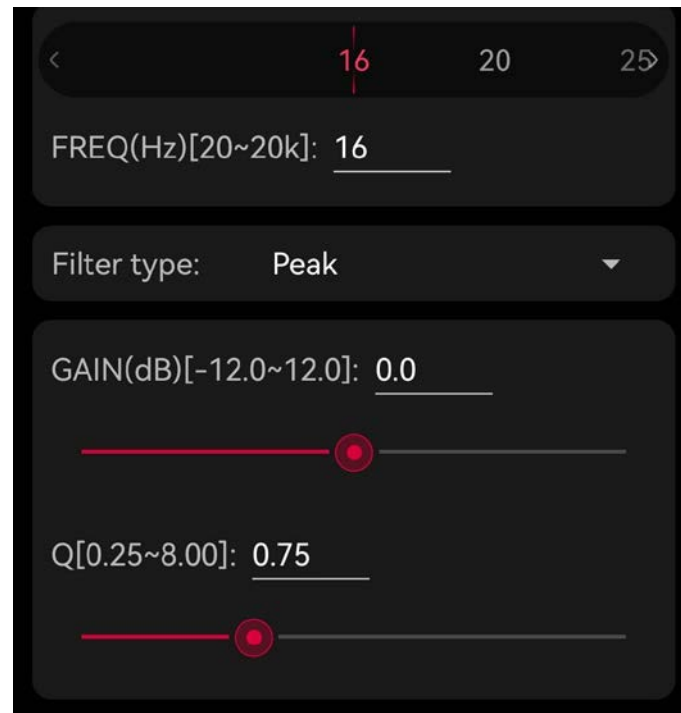 16 20 25
FREQ(Hz)[20~20k]: 16
Filter type: Peak
GAIN(dB)[-12.0~12.0]: 0.0
Q[0.25~8.00]: 0.75